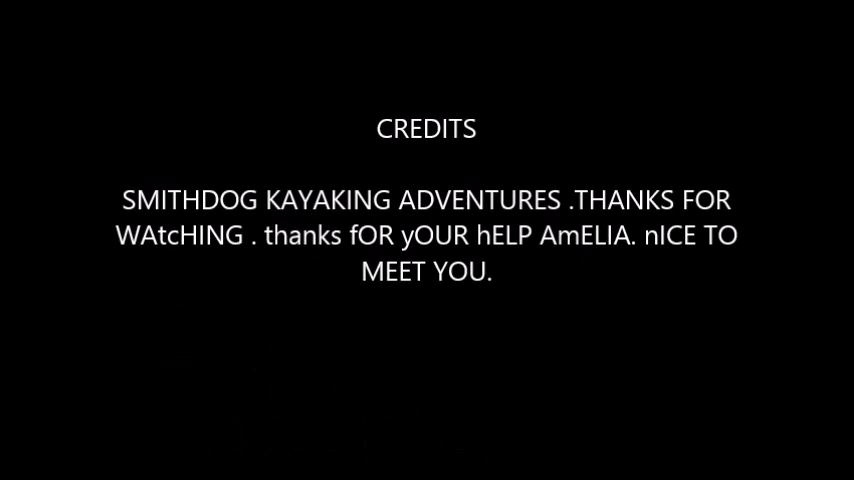 CREDITS
SMITHDOG KAYAKING ADVENTURES .THANKS FOR
WAtcHING . thanks fOR yOUR hELP AmELIA. nICE TO
MEET YOU.